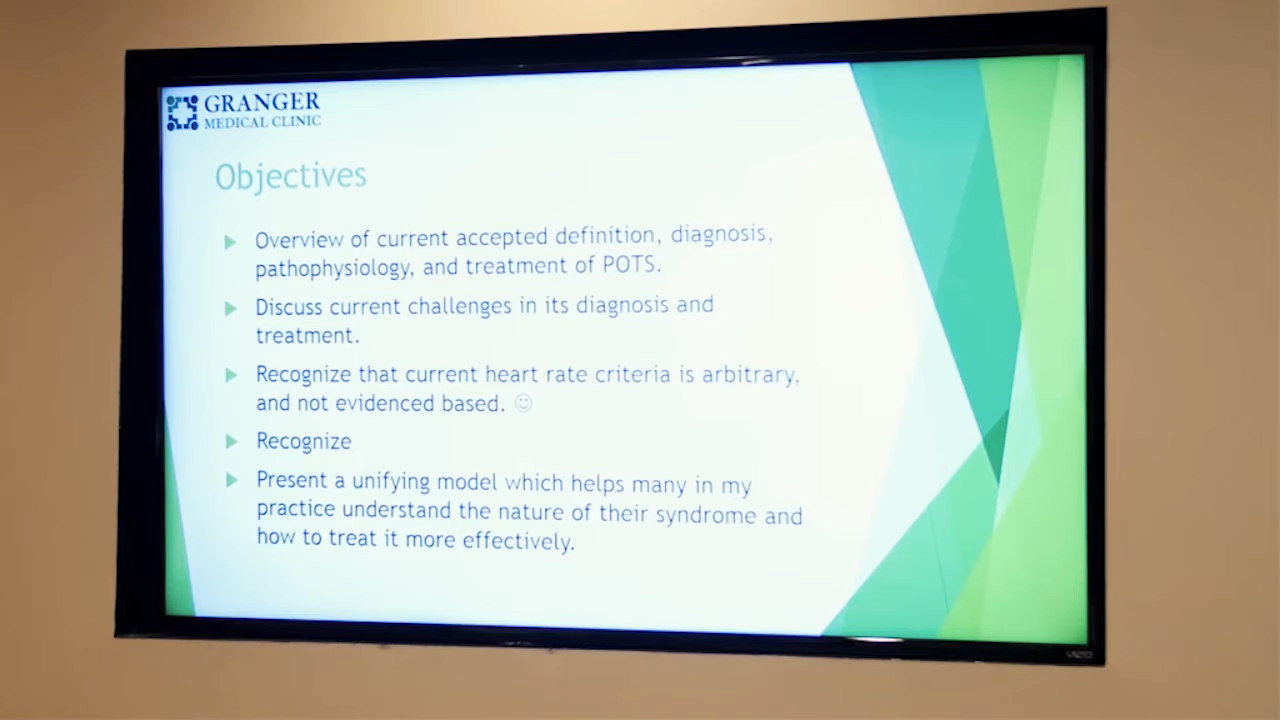 GRANGER
MEDICAL CLINIC
Objectives
Overview of current accepted definition, diagnosis,
pathophysiology, and treatment of POTS.
Discuss current challenges in its diagnosis and
treatment.
Recognize that current heart rate criteria is arbitrary,
and not evidenced based. ☺
Recognize
Present a unifying model which helps many in my
practice understand the nature of their syndrome and
how to treat it more effectively.
VIZIO